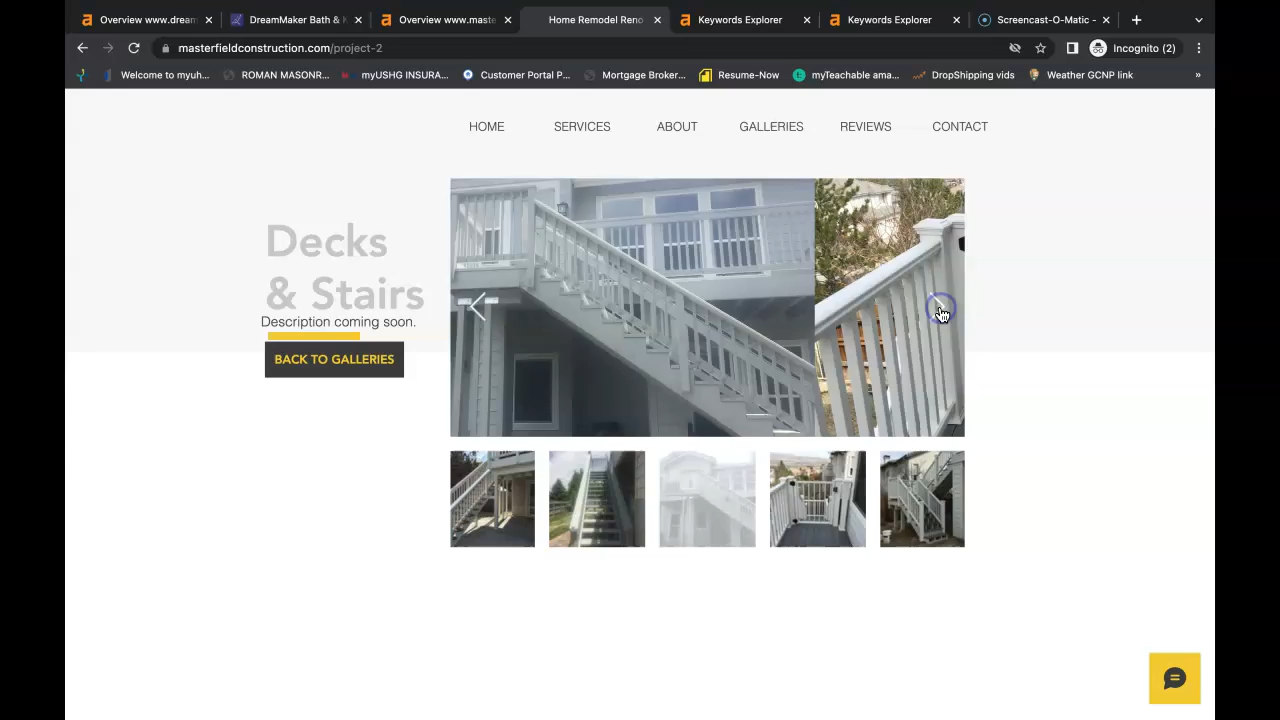 Overview www.dream
DreamMaker Bath & K
Overview www.maste
Home Remodel Reno
Keywords Explorer
Keywords Explorer
Screencast-O-Matic -
masterfieldconstruction.com/project-2
Incognito (2)
Welcome to myuh...
ROMAN MASONR...
myUSHG INSURA...
Customer Portal P...
Mortgage Broker...
Resume-Now
myTeachable ama...
DropShipping vids
Weather GCNP link
»
HOME
SERVICES
ABOUT
GALLERIES
REVIEWS
CONTACT
Decks
& Stairs
Description coming soon.
BACK TO GALLERIES